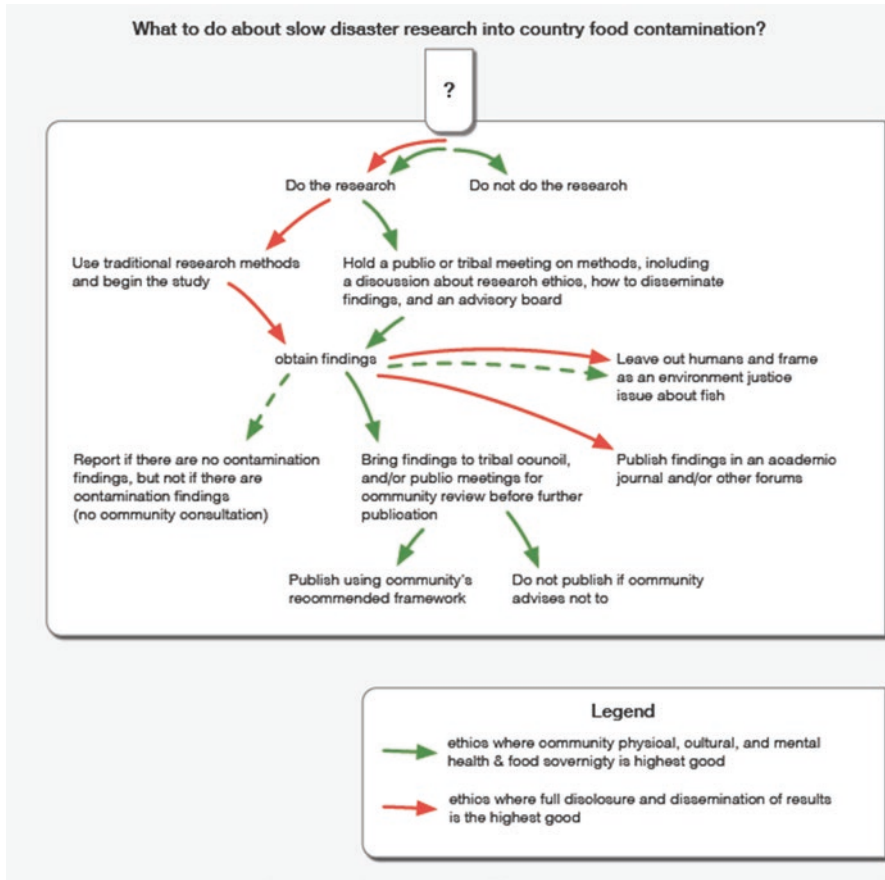 What to do about slow disaster research into country food contamination?
?
Do the research
Do not do the research
Use traditional research methods
and begin the study
Hold a public or tribal meeting on methods, including
a discussion about research ethics, how to disseminate
findings, and an advisory board
obtain findings
Leave out humans and frame
as an environment justice
issue about fish
Report if there are no contamination
findings, but not if there are
contamination findings
(no community consultation)
Bring findings to tribal council,
and/or public meetings for
community review before further
publication
Publish findings in an academic
journal and/or other forums
Publish using community's
recommended framework
Do not publish if community
advises not to
Legend
ethics where community physical, cultural, and mental
health & food sovernigty is highest good
ethics where full disclosure and dissemination of results
is the highest good